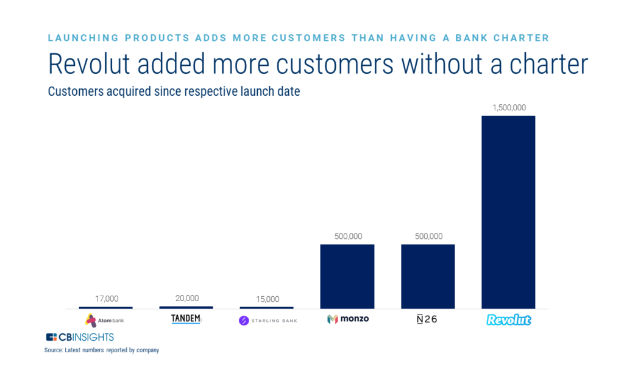 LAUNCHING PRODUCTS ADDS MORE CUSTOMERS THAN HAVING A BANK CHARTER
Revolut added more customers without a charter
Customers acquired since respective launch date
1,500,000
500,000 500,000
17,000 20,000 15,000
Atom bank TANDEM STARLING BANK monzo N26 Revolut
CBINSIGHTS
Source: Latest numbers reported by company